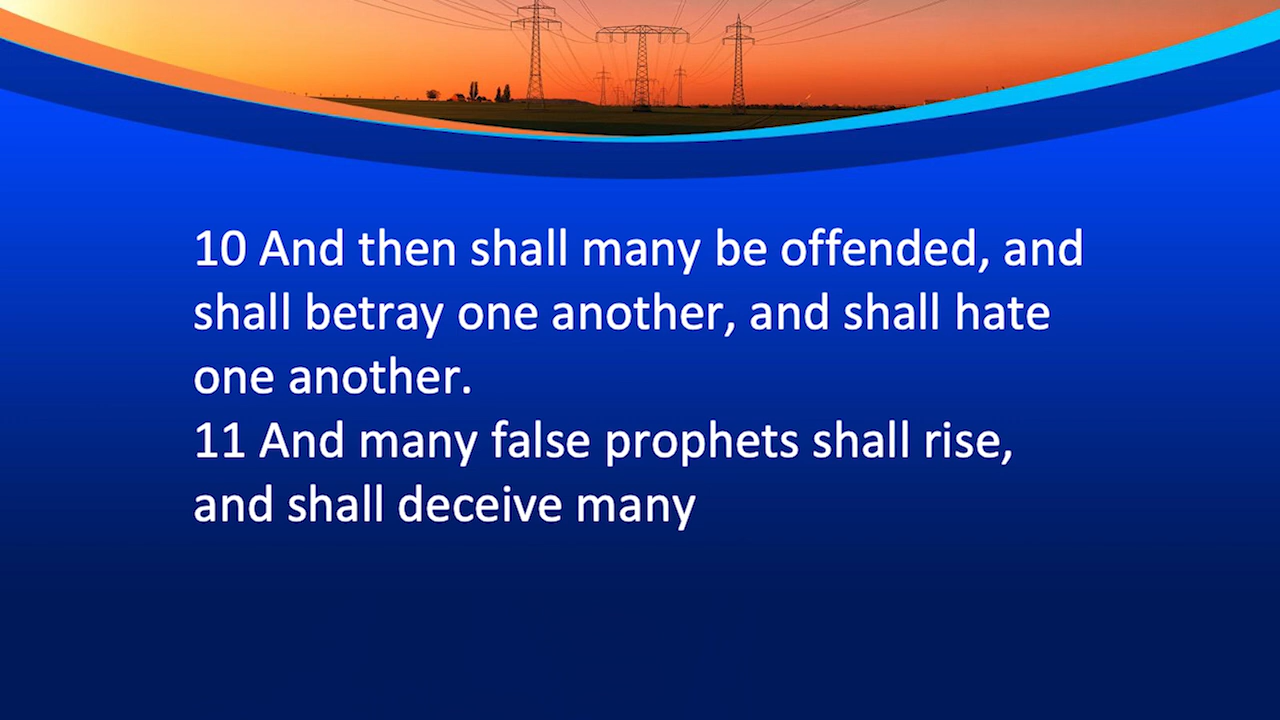 10 And then shall many be offended, and
shall betray one another, and shall hate
one another.
11 And many false prophets shall rise,
and shall deceive many